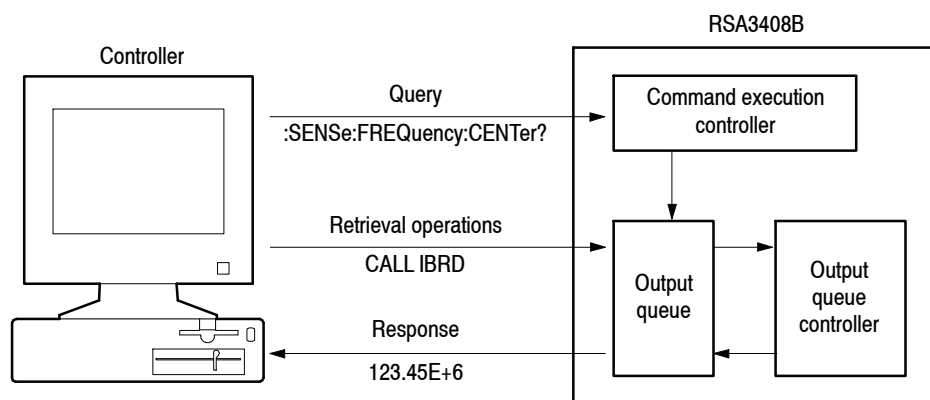 RSA3408B
Controller
Query
:SENSe:FREQuency:CENTer?
Command execution
controller
Retrieval operations
CALL IBRD
Output
queue
Output
queue
controller
Response
123.45E+6